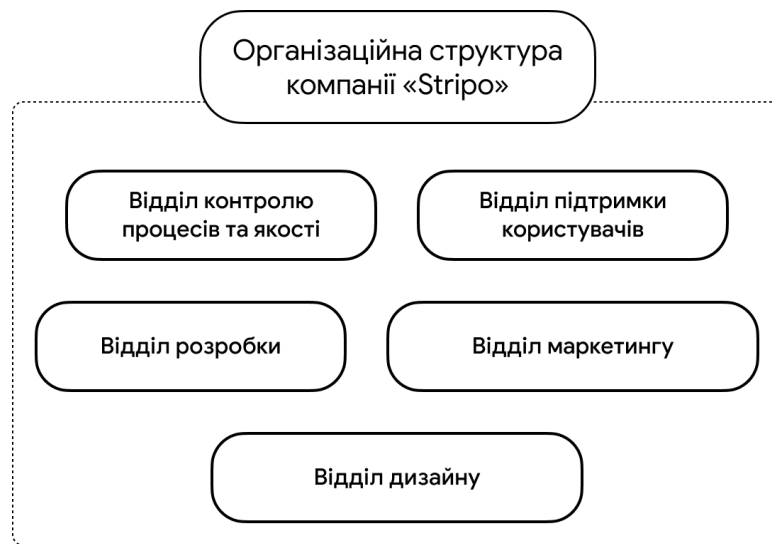 Організаційна структура
компанії «Stripo»
Відділ контролю
процесів та якості
Відділ підтримки
користувачів
Відділ розробки
Відділ маркетингу
Відділ дизайну